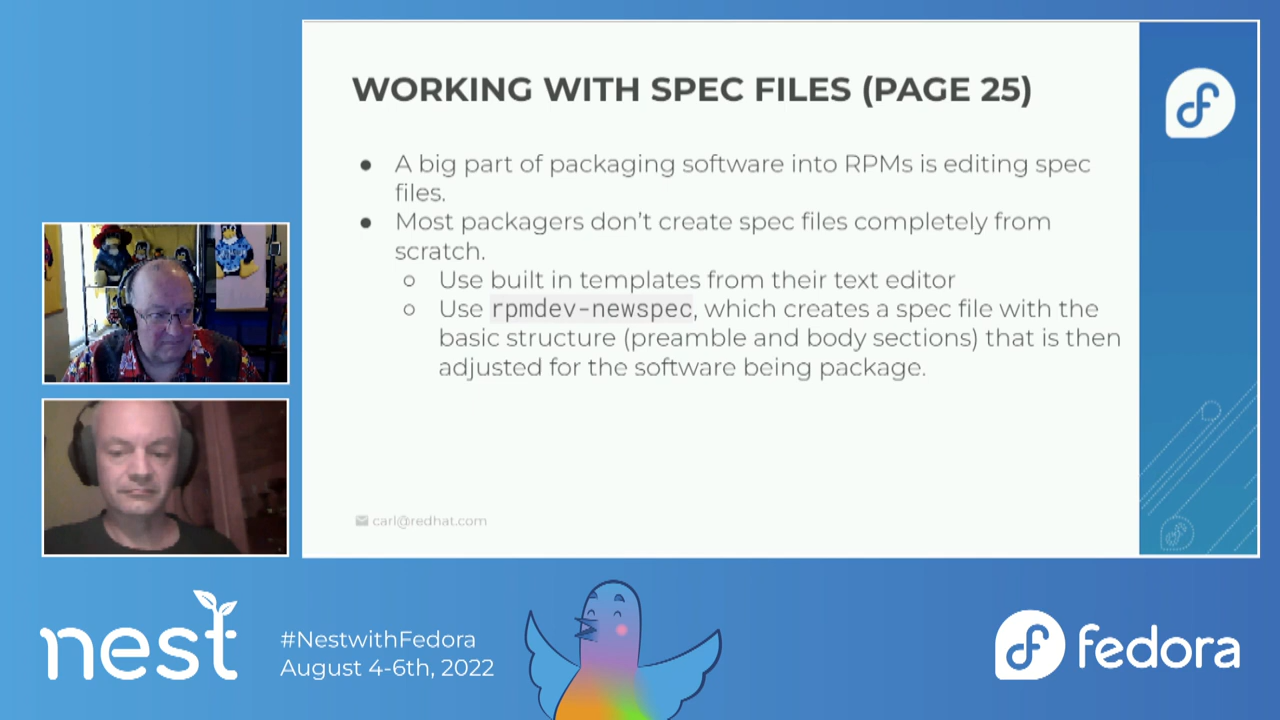 WORKING WITH SPEC FILES (PAGE 25)
● A big part of packaging software into RPMs is editing spec
files.
● Most packagers don't create spec files completely from
scratch.
○ Use built in templates from their text editor
○ Use rpmdev-newspec, which creates a spec file with the
basic structure (preamble and body sections) that is then
adjusted for the software being package.
carl@redhat.com
nest
#NestwithFedora
August 4-6th, 2022
fedora